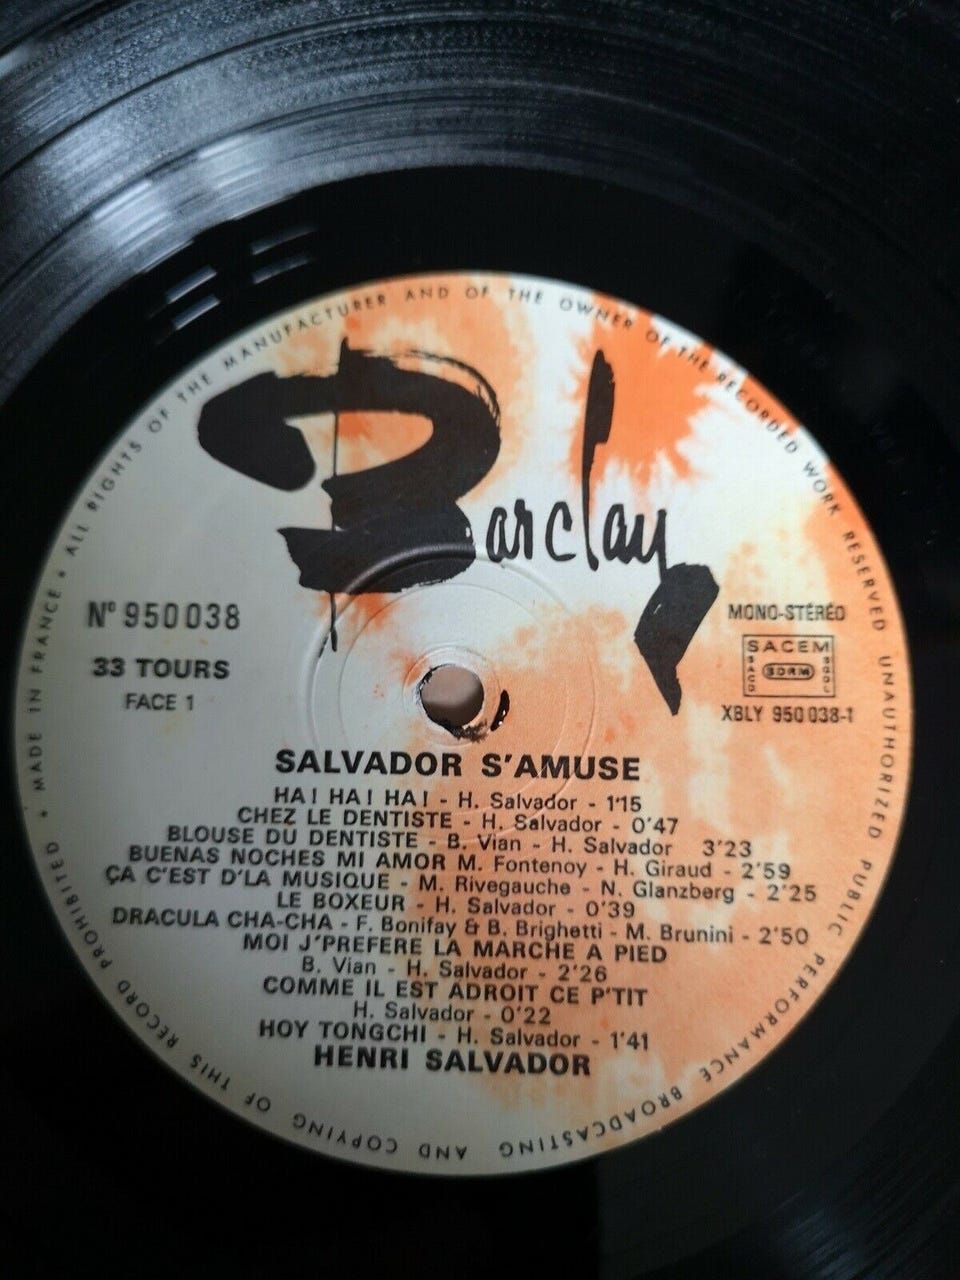 • MADE IN FRANCE • ALL RIGHTS OF THE MANUFACTURER AND OF THE OWNER OF THE RECORDED WORK RESERVED UNAUTHORIZED PUBLIC PERFORMANCE BROADCASTING AND COPYING OF THIS RECORD PROHIBITED
Barclay
N° 950038
33 TOURS
FACE 1
MONO-STÉRÉO
SACEM
SACD SDRM SGDL
XBLY 950 038-1
SALVADOR S'AMUSE
HA! HA! HA! - H. Salvador - 1'15
CHEZ LE DENTISTE - H. Salvador - 0'47
BLOUSE DU DENTISTE - B. Vian - H. Salvador 3'23
BUENAS NOCHES MI AMOR M. Fontenoy - H. Giraud - 2'59
ÇA C'EST D'LA MUSIQUE - M. Rivegauche - N. Glanzberg - 2'25
LE BOXEUR - H. Salvador - 0'39
DRACULA CHA-CHA - F. Bonifay & B. Brighetti - M. Brunini - 2'50
MOI J'PREFERE LA MARCHE A PIED
B. Vian - H. Salvador - 2'26
COMME IL EST ADROIT CE P'TIT
H. Salvador - 0'22
HOY TONGCHI - H. Salvador - 1'41
HENRI SALVADOR